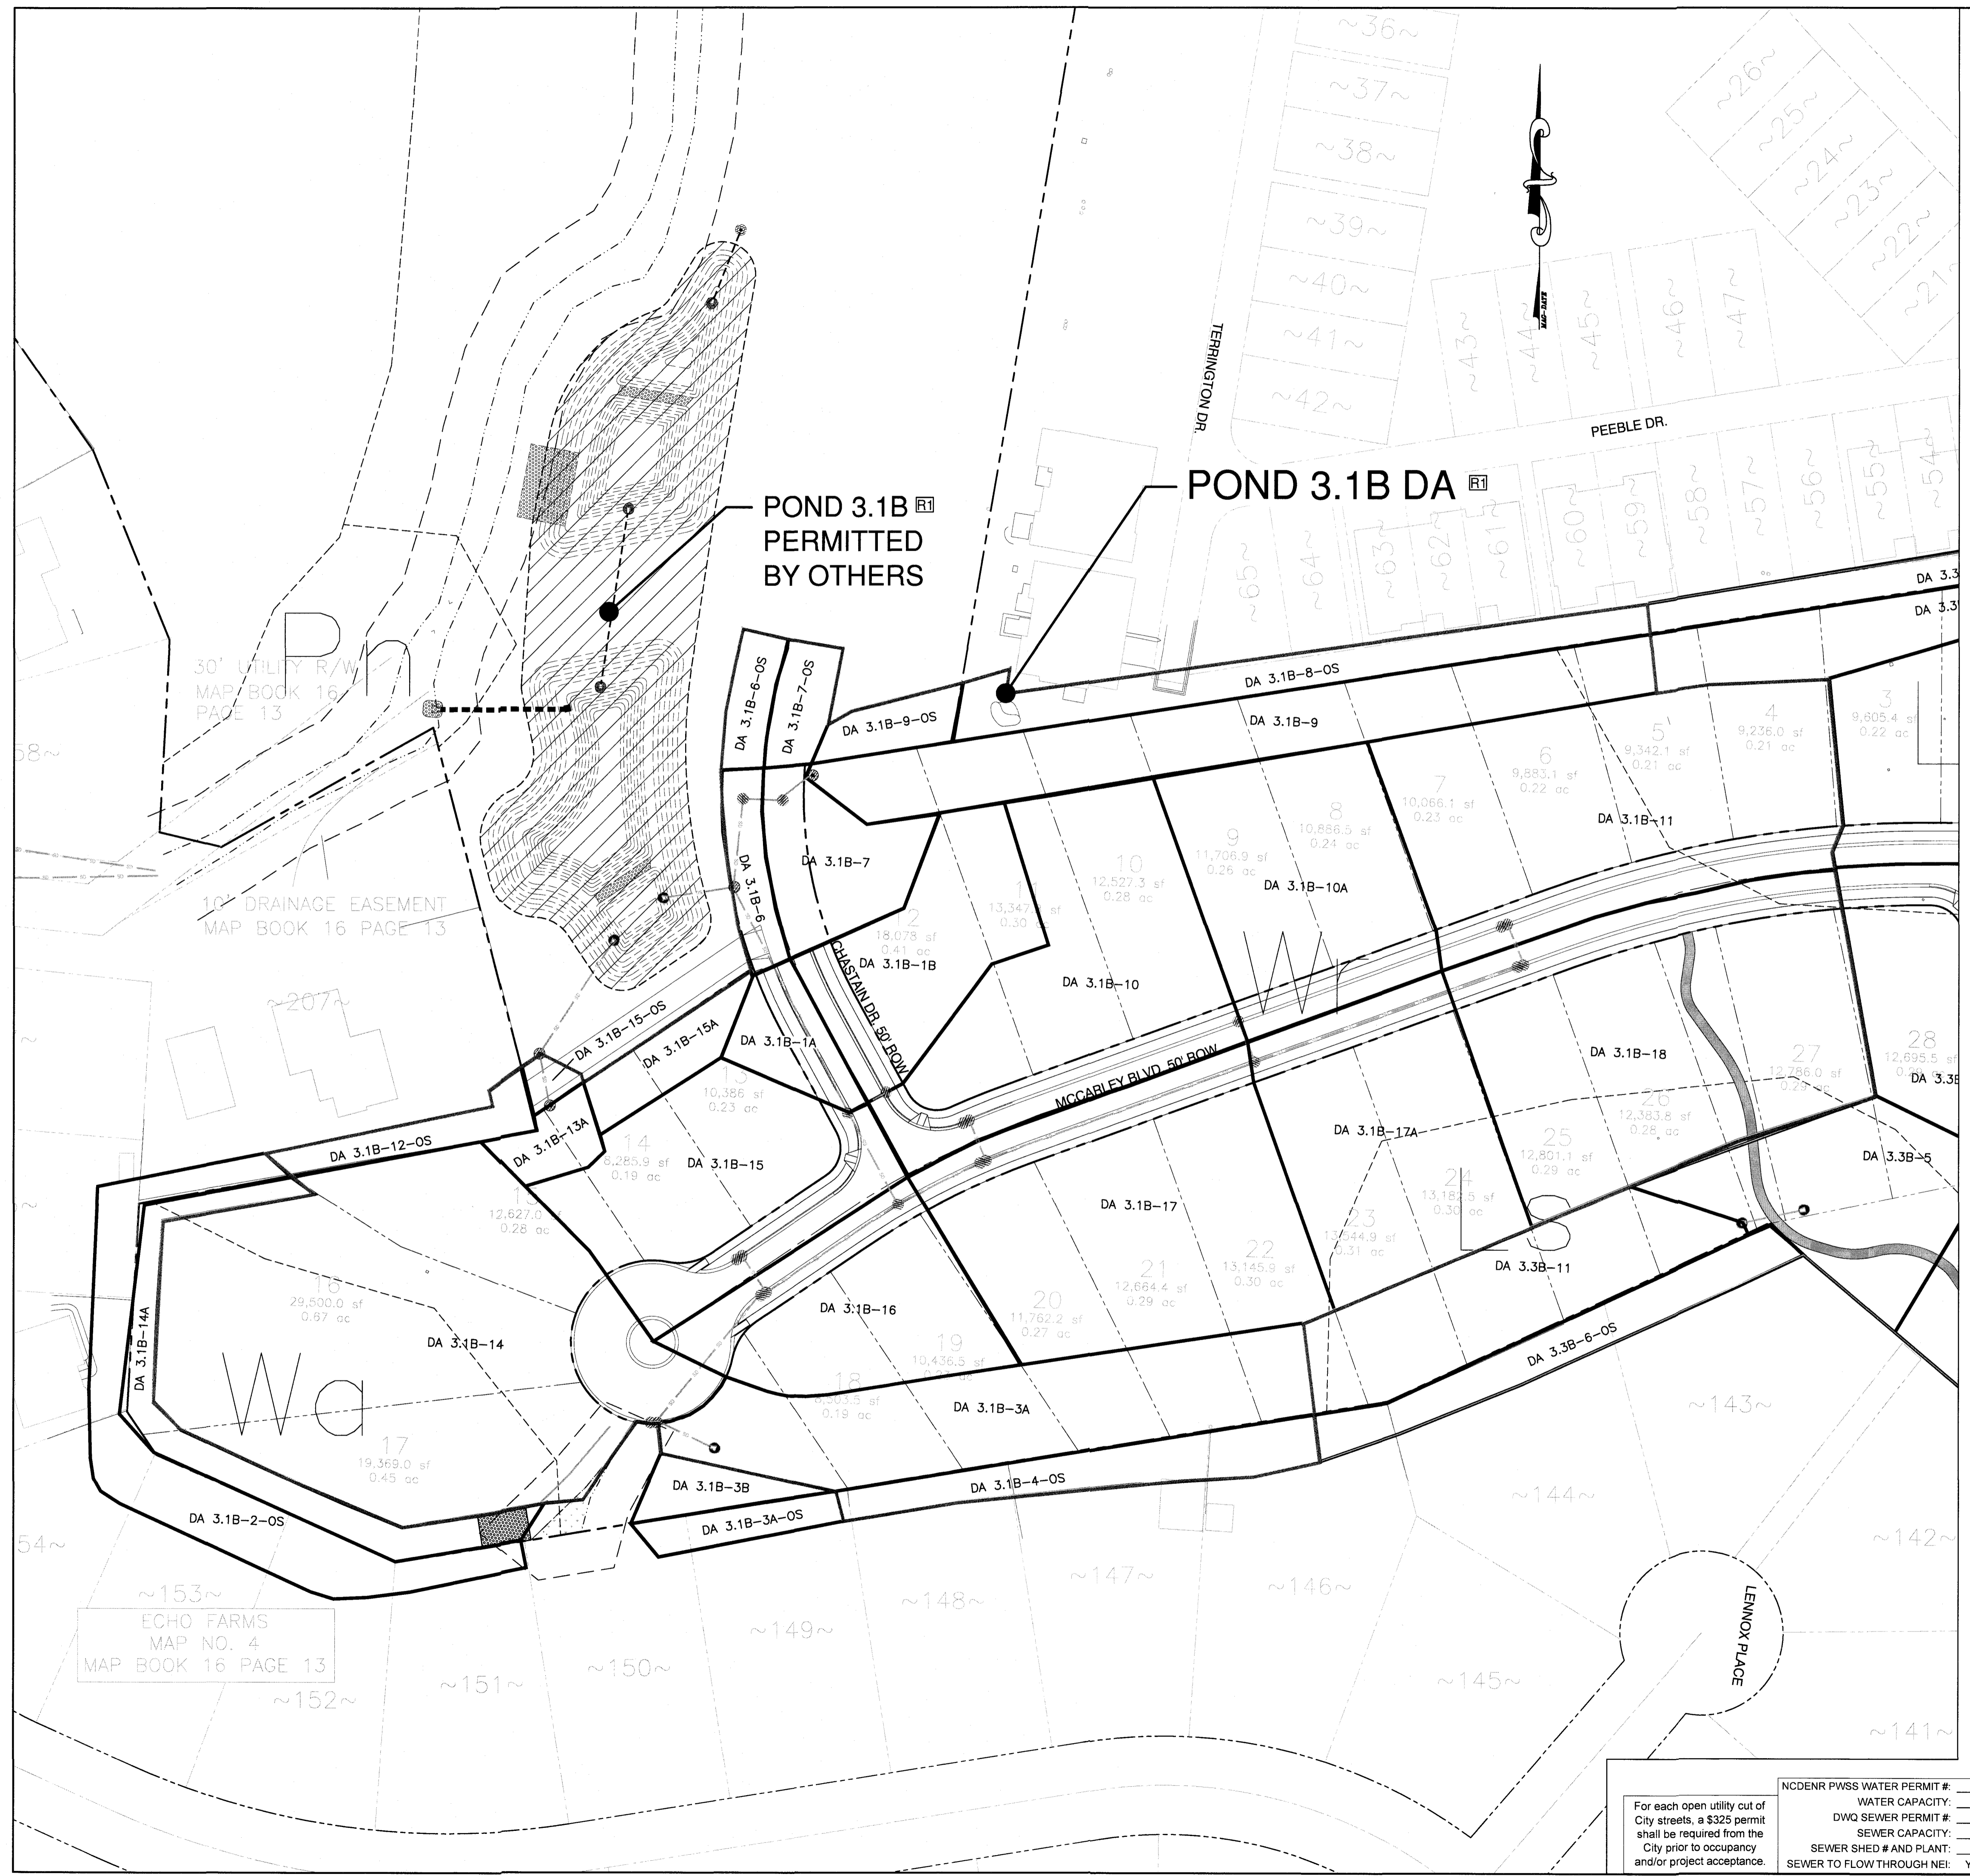 ~36~
~37~
~38~
~39~
~40~
~41~
~42~
~43~
~44~
~45~
~46~
~47~
~26~
~25~
~24~
~23~
~22~
~21~
TERRINGTON DR.
PEEBLE DR.
POND 3.1B R1
PERMITTED
BY OTHERS
POND 3.1B DA R1
~65~
~64~
~63~
~62~
~61~
~60~
~59~
~58~
~57~
~56~
~55~
~54~
Pn
30' UTILITY R/W
MAP BOOK 16
PAGE 13
58~
10' DRAINAGE EASEMENT
MAP BOOK 16 PAGE 13
~207~
DA 3.1B-6-OS
DA 3.1B-7-OS
DA 3.1B-9-OS
DA 3.1B-8-OS
DA 3.3
DA 3.3
DA 3.1B-9
3
9,605.4 sf
0.22 ac
4
9,236.0 sf
0.21 ac
5
9,342.1 sf
0.21 ac
6
9,883.1 sf
0.22 ac
7
10,066.1 sf
0.23 ac
8
10,866.5 sf
0.24 ac
9
11,706.9 sf
0.26 ac
10
12,527.3 sf
0.28 ac
11
0.30
12
18,078 sf
0.41 ac
DA 3.1B-11
DA 3.1B-10A
DA 3.1B-7
DA 3.1B-6
DA 3.1B-1B
DA 3.1B-10
CHASTAIN DR. 50' ROW
Wr
DA 3.1B-15-OS
DA 3.1B-15A
DA 3.1B-1A
MCCARLEY BLVD. 50' ROW
10,386 sf
0.23 ac
DA 3.1B-18
27
12,786.0 sf
28
12,695.5 sf
DA 3.3B
26
12,383.8 sf
0.28 ac
25
12,801.1 sf
0.29 ac
DA 3.1B-17A
DA 3.1B-12-OS
DA 3.1B-13A
14
8,285.9 sf
0.19 ac
DA 3.1B-15
DA 3.3B-5
24
13,182.5 sf
0.30 ac
LS
12,627.0
0.28 ac
DA 3.1B-17
23
13,544.9 sf
0.31 ac
22
13,145.9 sf
0.30 ac
21
12,664.4 sf
0.29 ac
DA 3.3B-11
16
29,500.0 sf
0.67 ac
DA 3.1B-14A
DA 3.1B-14
DA 3.1B-16
20
11,762.2 sf
0.27 ac
19
10,436.5 sf
DA 3.3B-6-OS
Wa
18
0.19 ac
DA 3.1B-3A
17
19,369.0 sf
0.45 ac
~143~
DA 3.1B-3B
DA 3.1B-4-OS
DA 3.1B-2-OS
DA 3.1B-3A-OS
~144~
~142~
54~
~153~
~147~
~146~
~148~
~149~
ECHO FARMS
MAP NO. 4
MAP BOOK 16 PAGE 13
~150~
~151~
~152~
~145~
LENNOX PLACE
~141~
For each open utility cut of
City streets, a $325 permit
shall be required from the
City prior to occupancy
and/or project acceptance.
NCDENR PWSS WATER PERMIT #:
WATER CAPACITY:
DWQ SEWER PERMIT #:
SEWER CAPACITY:
SEWER SHED # AND PLANT:
SEWER TO FLOW THROUGH NEI: Y